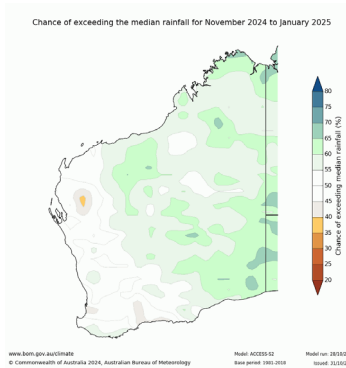 Chance of exceeding the median rainfall for November 2024 to January 2025
80
75
70
65
60
55
50
45
40
35
30
25
20
Chance of exceeding median rainfall (%)
www.bom.gov.au/climate
© Commonwealth of Australia 2024, Australian Bureau of Meteorology
Model: ACCESS-S2
Base period: 1981-2018
Model run: 28/10/2
Issued: 31/10/2